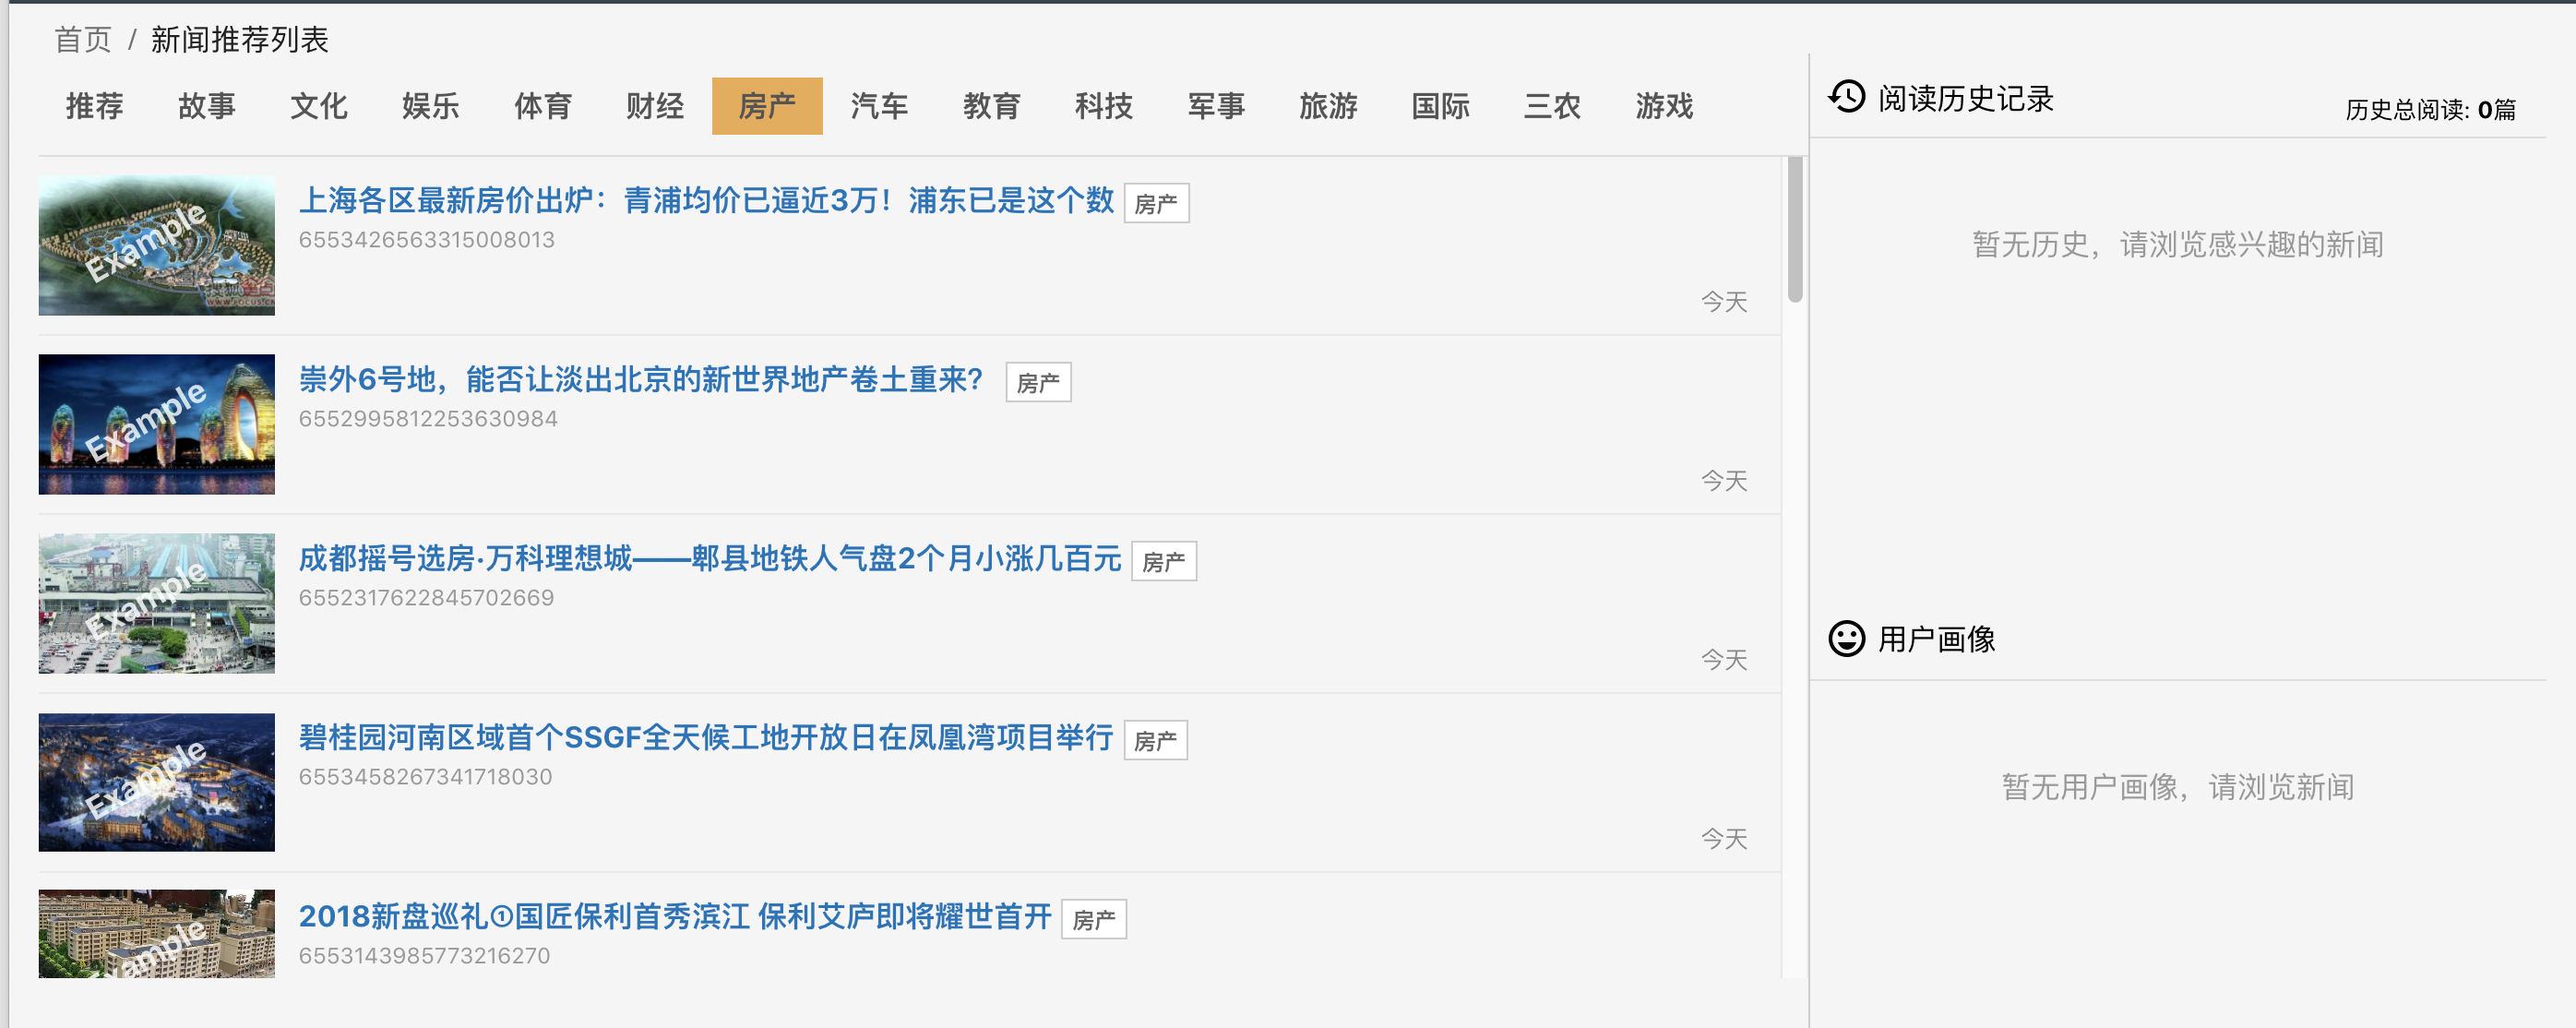 首页 / 新闻推荐列表
推荐 故事 文化 娱乐 体育 财经 房产 汽车 教育 科技 军事 旅游 国际 三农 游戏
上海各区最新房价出炉：青浦均价已逼近3万！浦东已是这个数 房产
6553426563315008013
今天
Example
WWW.FOCUS.CN
崇外6号地，能否让淡出北京的新世界地产卷土重来？ 房产
6552995812253630984
今天
Example
成都摇号选房·万科理想城——郫县地铁人气盘2个月小涨几百元 房产
6552317622845702669
今天
Example
碧桂园河南区域首个SSGF全天候工地开放日在凤凰湾项目举行 房产
6553458267341718030
今天
Example
2018新盘巡礼①国匠保利首秀滨江 保利艾庐即将耀世首开 房产
6553143985773216270
Example
阅读历史记录
历史总阅读: 0篇
暂无历史，请浏览感兴趣的新闻
用户画像
暂无用户画像，请浏览新闻